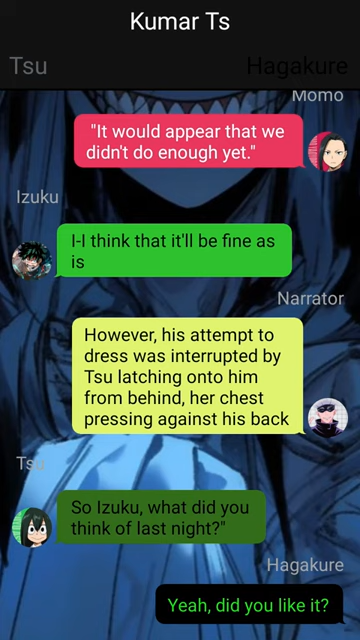 Kumar Ts
Tsu
Hagakure
Momo
"It would appear that we
didn't do enough yet."
Izuku
I-I think that it'll be fine as
is
Narrator
However, his attempt to
dress was interrupted by
Tsu latching onto him
from behind, her chest
pressing against his back
Tsu
So Izuku, what did you
think of last night?"
Hagakure
Yeah, did you like it?